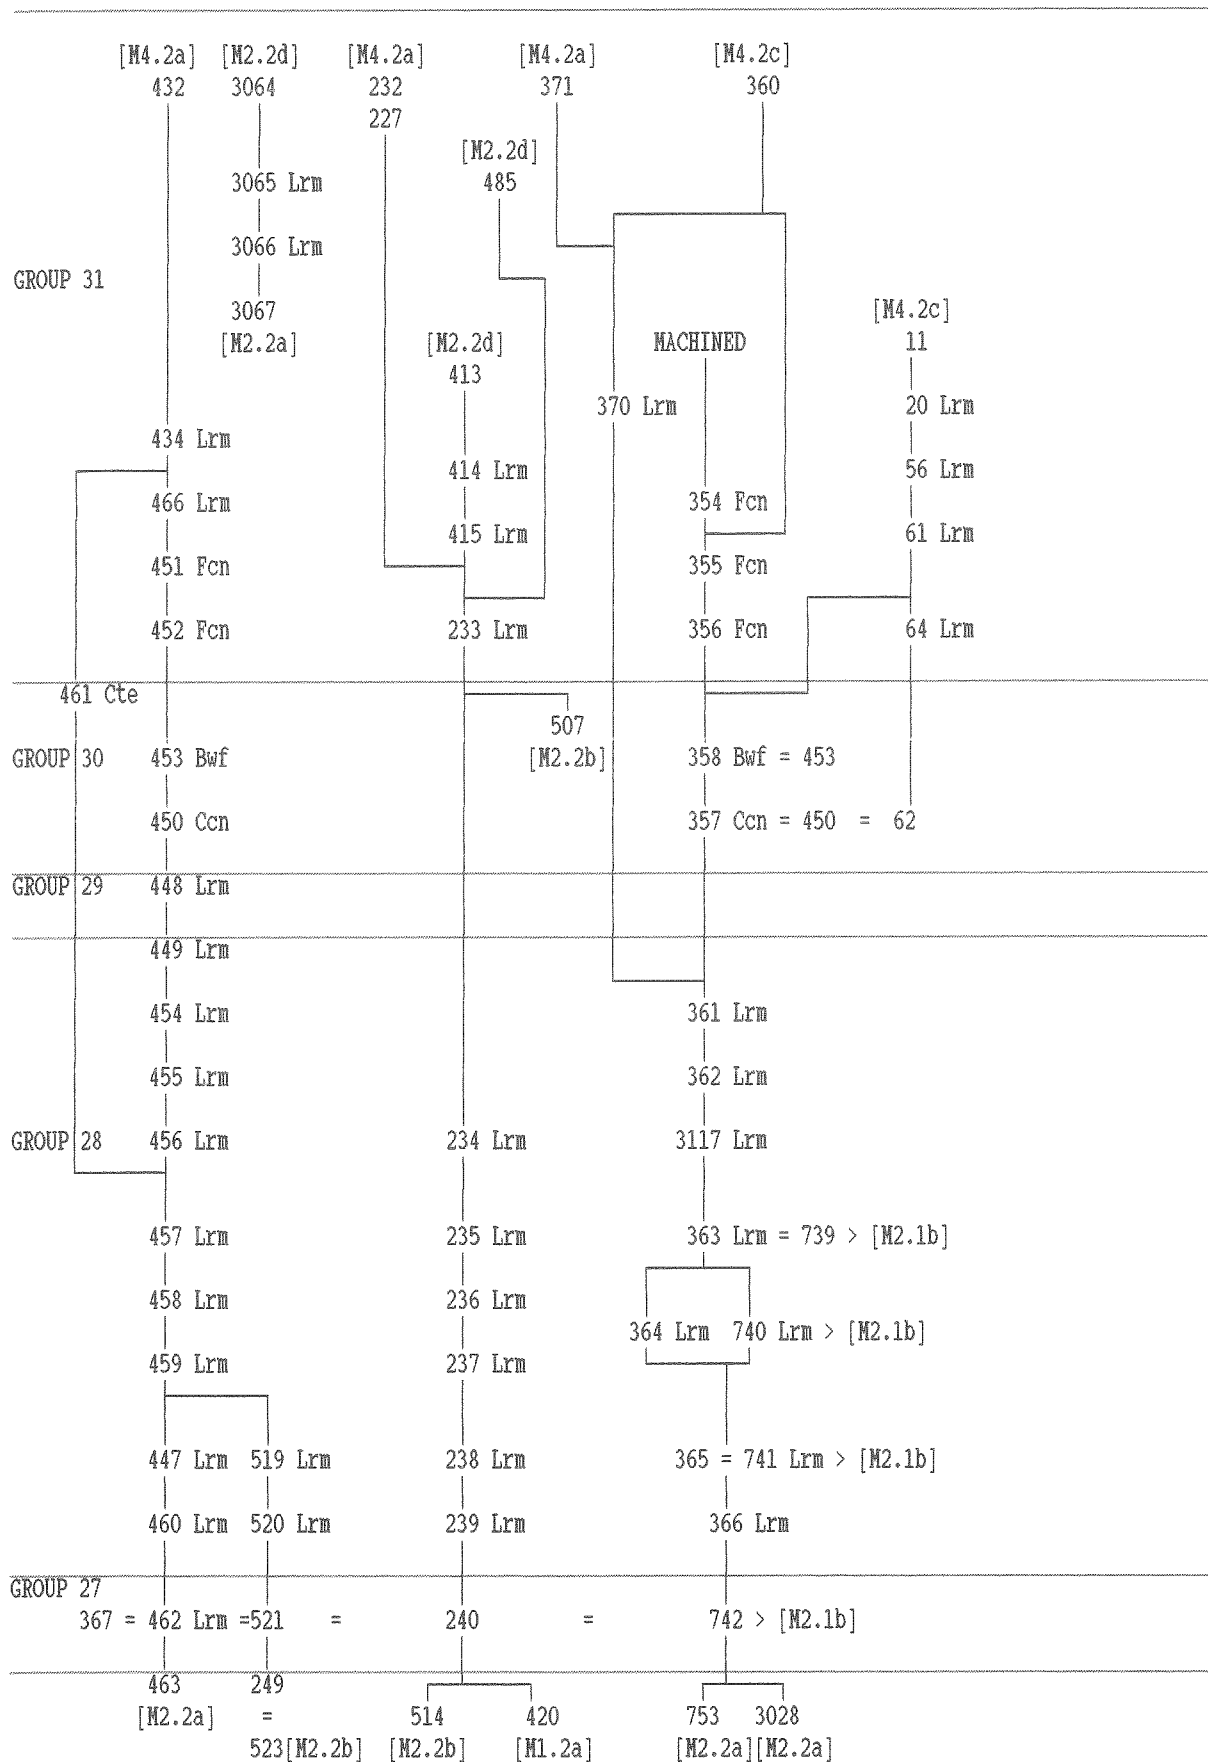 [M4.2a] [M2.2d] [M4.2a] [M4.2a] [M4.2c]
432 3064 232 371 360
227
[M2.2d]
3065 Lrm 485
3066 Lrm
GROUP 31
3067 [M4.2c]
[M2.2a] [M2.2d] MACHINED 11
413
370 Lrm 20 Lrm
434 Lrm
414 Lrm 56 Lrm
466 Lrm 354 Fcn
415 Lrm 61 Lrm
451 Fcn 355 Fcn
452 Fcn 233 Lrm 356 Fcn 64 Lrm
461 Cte
507
GROUP 30 453 Bwf [M2.2b] 358 Bwf = 453
450 Ccn 357 Ccn = 450 = 62
GROUP 29 448 Lrm
449 Lrm
454 Lrm 361 Lrm
455 Lrm 362 Lrm
GROUP 28 456 Lrm 234 Lrm 3117 Lrm
457 Lrm 235 Lrm 363 Lrm = 739 > [M2.1b]
458 Lrm 236 Lrm
364 Lrm 740 Lrm > [M2.1b]
459 Lrm 237 Lrm
447 Lrm 519 Lrm 238 Lrm 365 = 741 Lrm > [M2.1b]
460 Lrm 520 Lrm 239 Lrm 366 Lrm
GROUP 27
367 = 462 Lrm =521 = 240 = 742 > [M2.1b]
463 249
[M2.2a] = 514 420 753 3028
523[M2.2b] [M2.2b] [M1.2a] [M2.2a][M2.2a]